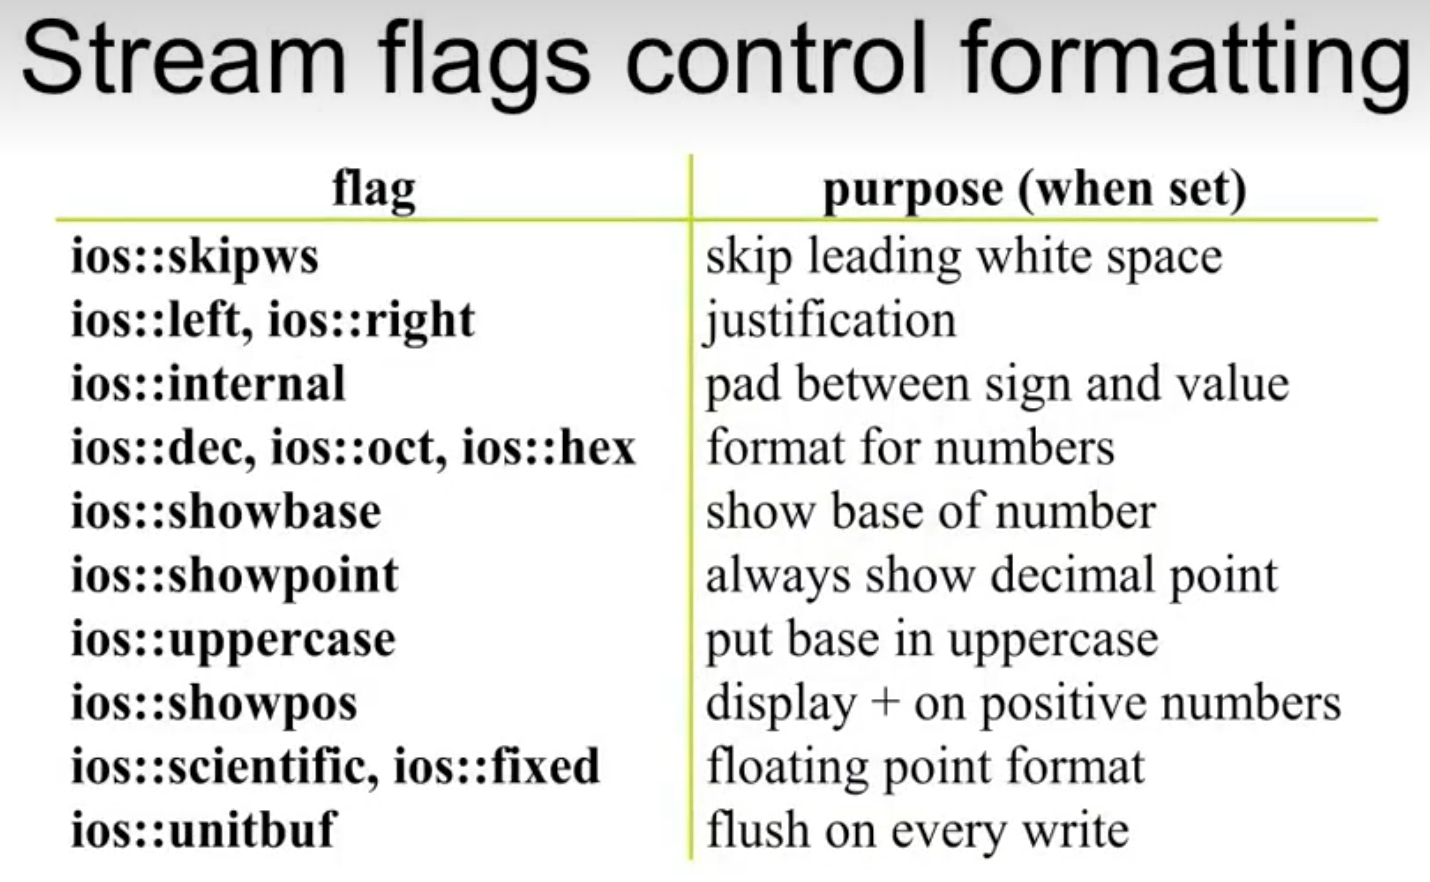 Stream flags control formatting
flag purpose (when set)
ios::skipws skip leading white space
ios::left, ios::right justification
ios::internal pad between sign and value
ios::dec, ios::oct, ios::hex format for numbers
ios::showbase show base of number
ios::showpoint always show decimal point
ios::uppercase put base in uppercase
ios::showpos display + on positive numbers
ios::scientific, ios::fixed floating point format
ios::unitbuf flush on every write